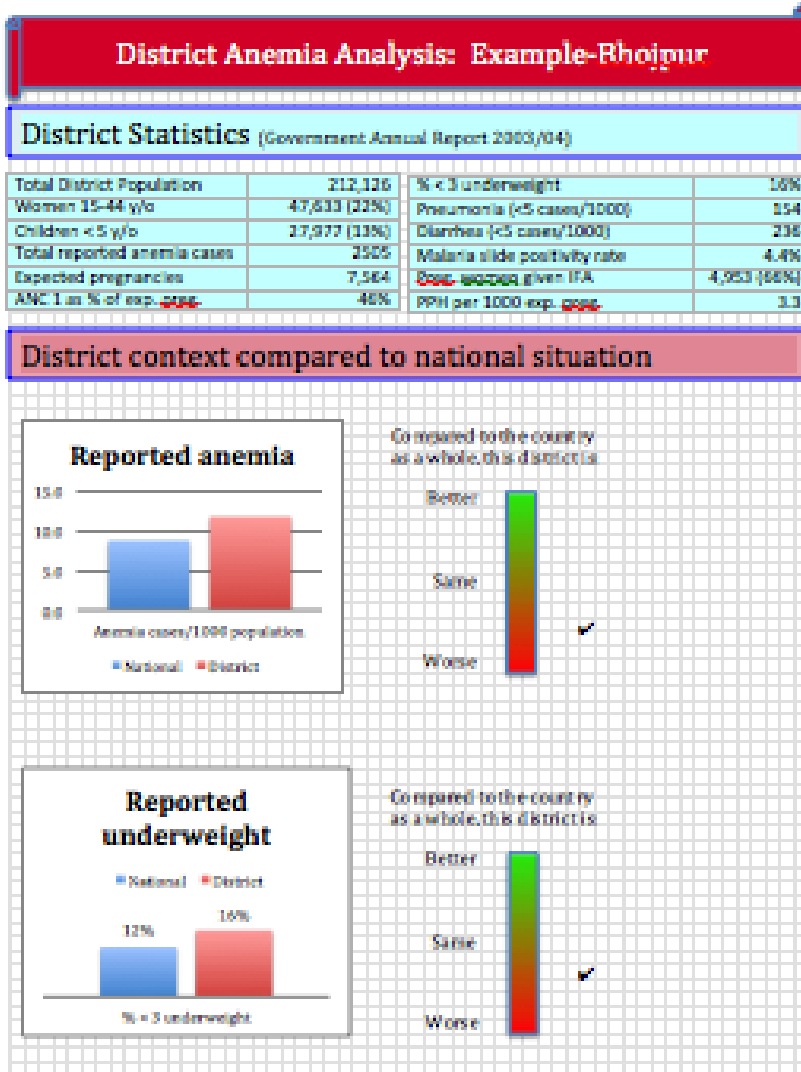 District Anemia Analysis: Example-Bhojpur
District Statistics (Government Annual Report 2003/04)
Total District Population 212,126
Women 15-44 y/o 47,633 (22%)
Children < 5 y/o 27,977 (13%)
Total reported anemia cases 2505
Expected pregnancies 7,564
ANC 1 as % of exp. preg. 46%
% < 3 underweight 16%
Pneumonia (<5 cases/1000) 154
Diarrhea (<5 cases/1000) 236
Malaria slide positivity rate 4.4%
Preg. women given IFA 4,953 (66%)
PPH per 1000 exp. preg. 3.3
District context compared to national situation
Reported anemia
15.0
10.0
5.0
0.0
Anemia cases/1000 population
National District
Compared to the country
as a whole, this district is
Better
Same
Worse
Reported
underweight
National District
12% 16%
% < 3 underweight
Compared to the country
as a whole, this district is
Better
Same
Worse